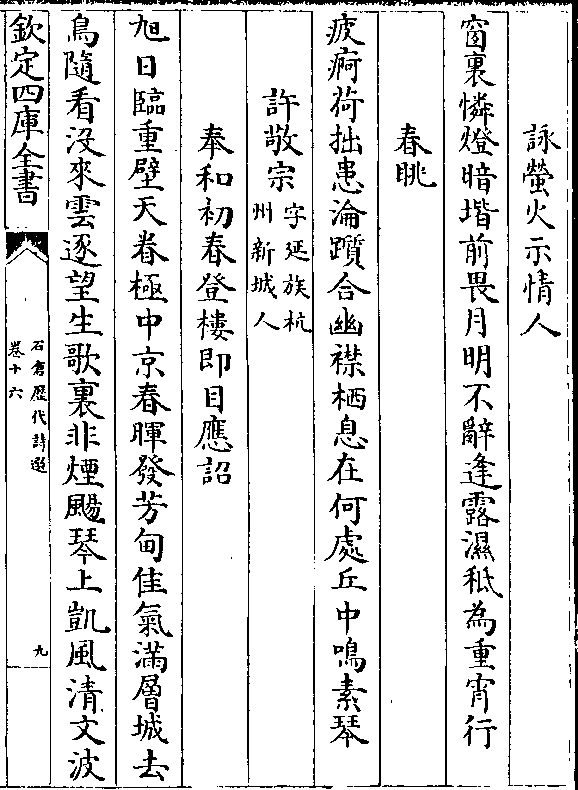 詠螢火示情人
窗裏憐燈暗堦前畏月明不辭逢露濕秪為重宵行
春眺
疲痾荷拙患淪躓合幽襟栖息在何處丘中鳴素琴
許敬宗字延族杭
州新城人
奉和初春登樓即目應詔
旭日臨重壁天眷極中京春暉發芳甸佳氣滿層城去
鳥隨看沒來雲逐望生歌裏非煙颺琴上凱風清文波
欽定四庫全書
石倉歷代詩選
卷十六
九